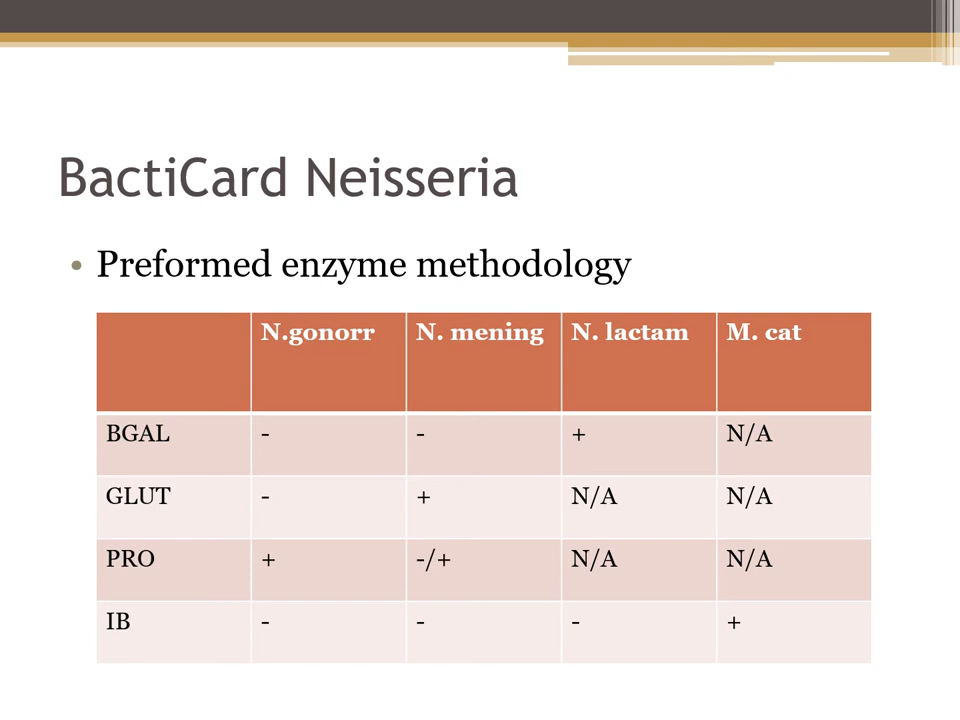 BactiCard Neisseria
• Preformed enzyme methodology
N.gonorr N. mening N. lactam M. cat
BGAL - - + N/A
GLUT - + N/A N/A
PRO + -/+ N/A N/A
IB - - - +